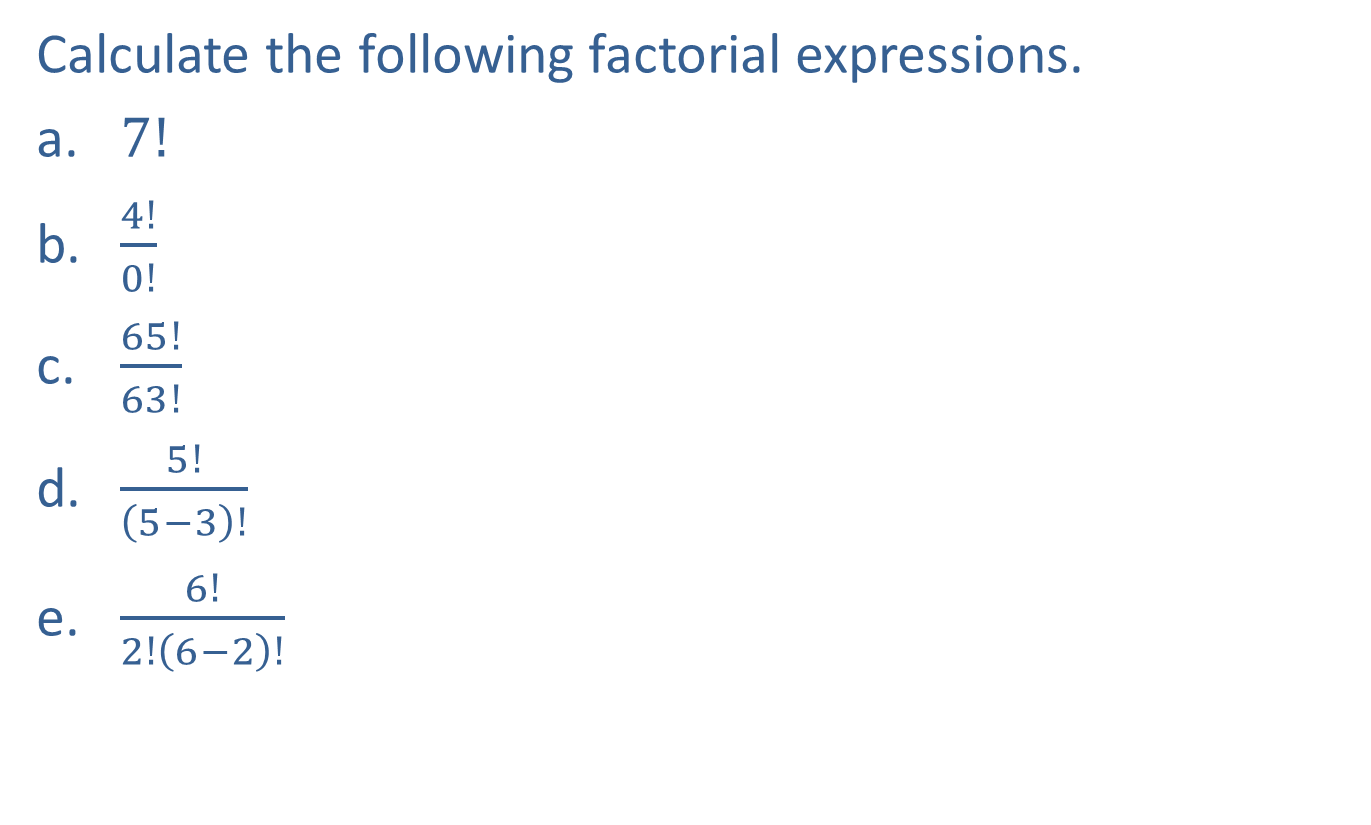 Calculate the following factorial expressions.
a. 7!
b. 4!/0!
c. 65!/63!
d. 5!/(5−3)!
e. 6!/2!(6−2)!